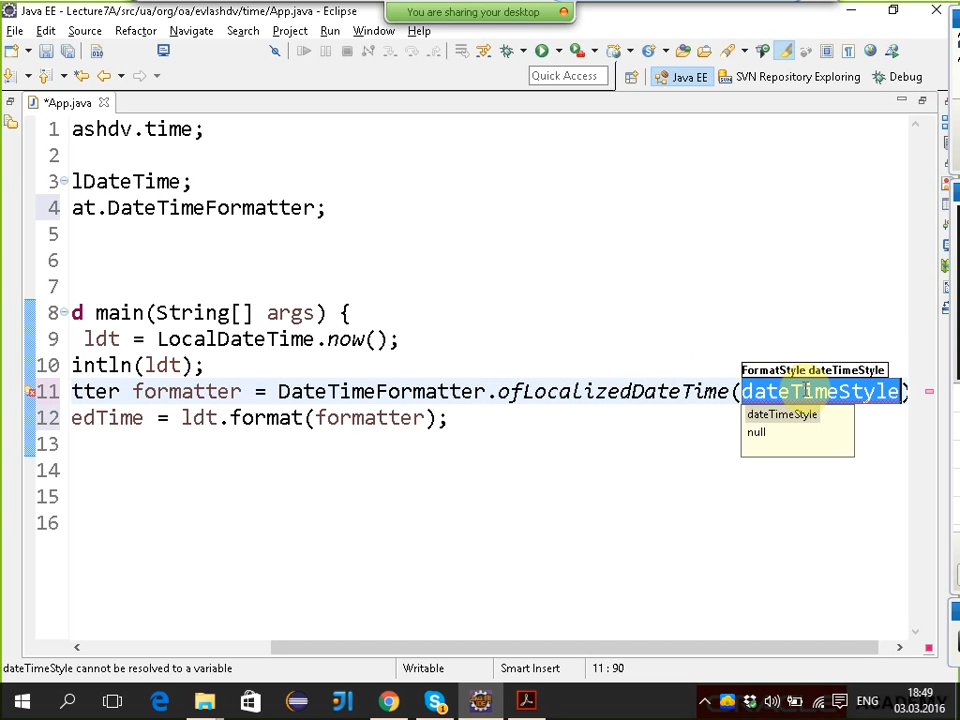 Java EE - Lecture7A/src/ua/org/oa/evlashdv/time/App.java - Eclipse
You are sharing your desktop
File Edit Source Refactor Navigate Search Project Run Window Help
Quick Access
Java EE
SVN Repository Exploring
Debug
*App.java
1 ashdv.time;
2
3 lDateTime;
4 at.DateTimeFormatter;
5
6
7
8 d main(String[] args) {
9 ldt = LocalDateTime.now();
10 intln(ldt);
FormatStyle dateTimeStyle
11 tter formatter = DateTimeFormatter.ofLocalizedDateTime(dateTimeStyle)
dateTimeStyle
12 edTime = ldt.format(formatter);
null
13
14
15
16
dateTimeStyle cannot be resolved to a variable
Writable
Smart Insert
11 : 90
ENG
18:49
03.03.2016